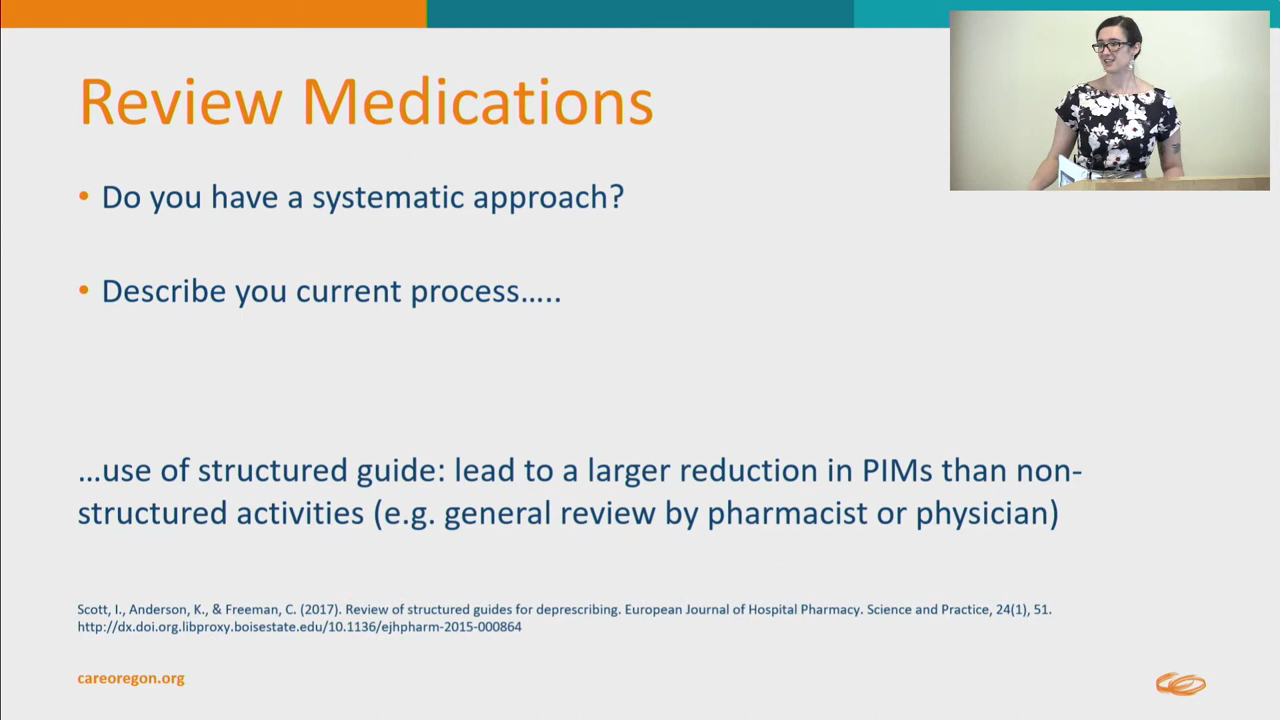 Review Medications
• Do you have a systematic approach?
• Describe you current process.....
...use of structured guide: lead to a larger reduction in PIMs than non-
structured activities (e.g. general review by pharmacist or physician)
Scott, I., Anderson, K., & Freeman, C. (2017). Review of structured guides for deprescribing. European Journal of Hospital Pharmacy. Science and Practice, 24(1), 51.
http://dx.doi.org.libproxy.boisestate.edu/10.1136/ejhpharm-2015-000864
careoregon.org